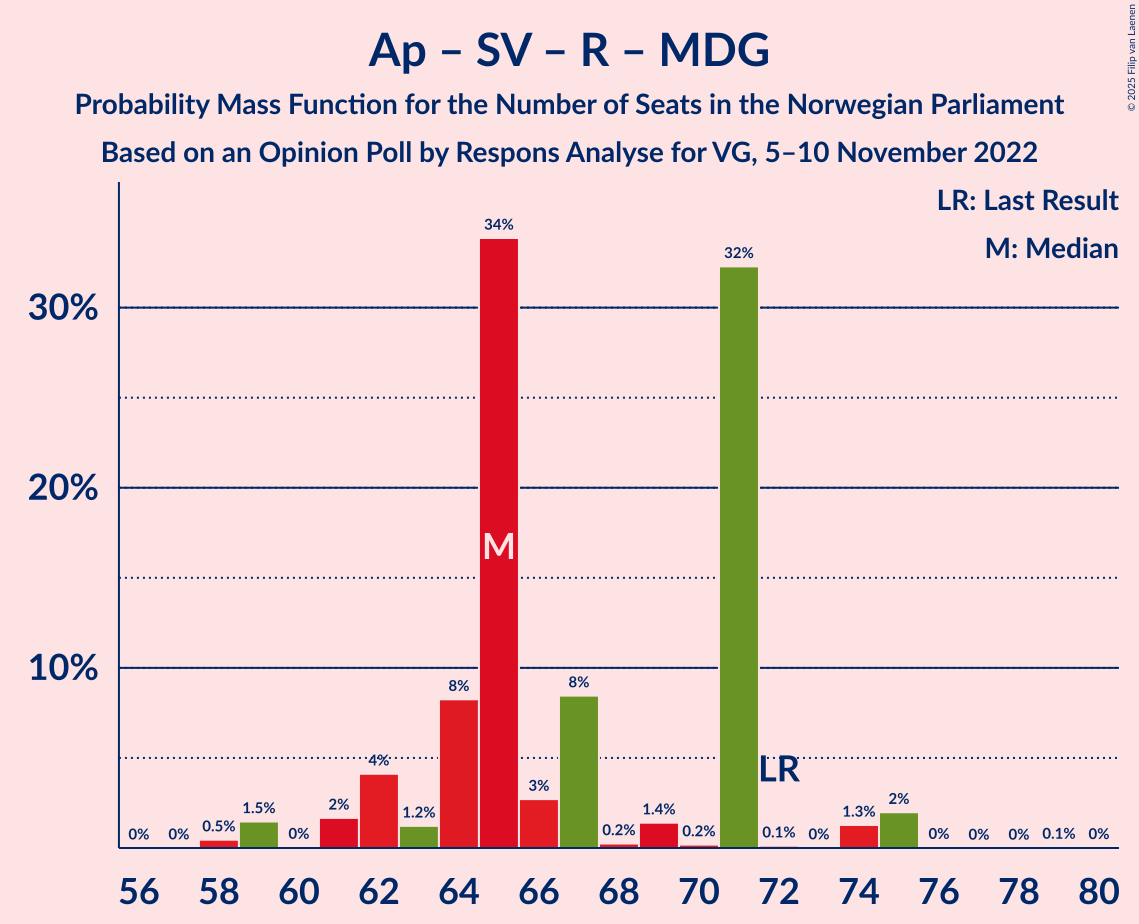 Ap – SV – R – MDG
Probability Mass Function for the Number of Seats in the Norwegian Parliament
Based on an Opinion Poll by Respons Analyse for VG, 5–10 November 2022
© 2025 Filip van Laenen
LR: Last Result
M: Median
30%
20%
10%
0% 0% 0.5% 1.5% 0% 2% 4% 1.2% 8% 34% 3% 8% 0.2% 1.4% 0.2% 32% 0.1% 0% 1.3% 2% 0% 0% 0% 0.1% 0%
M
LR
56 58 60 62 64 66 68 70 72 74 76 78 80